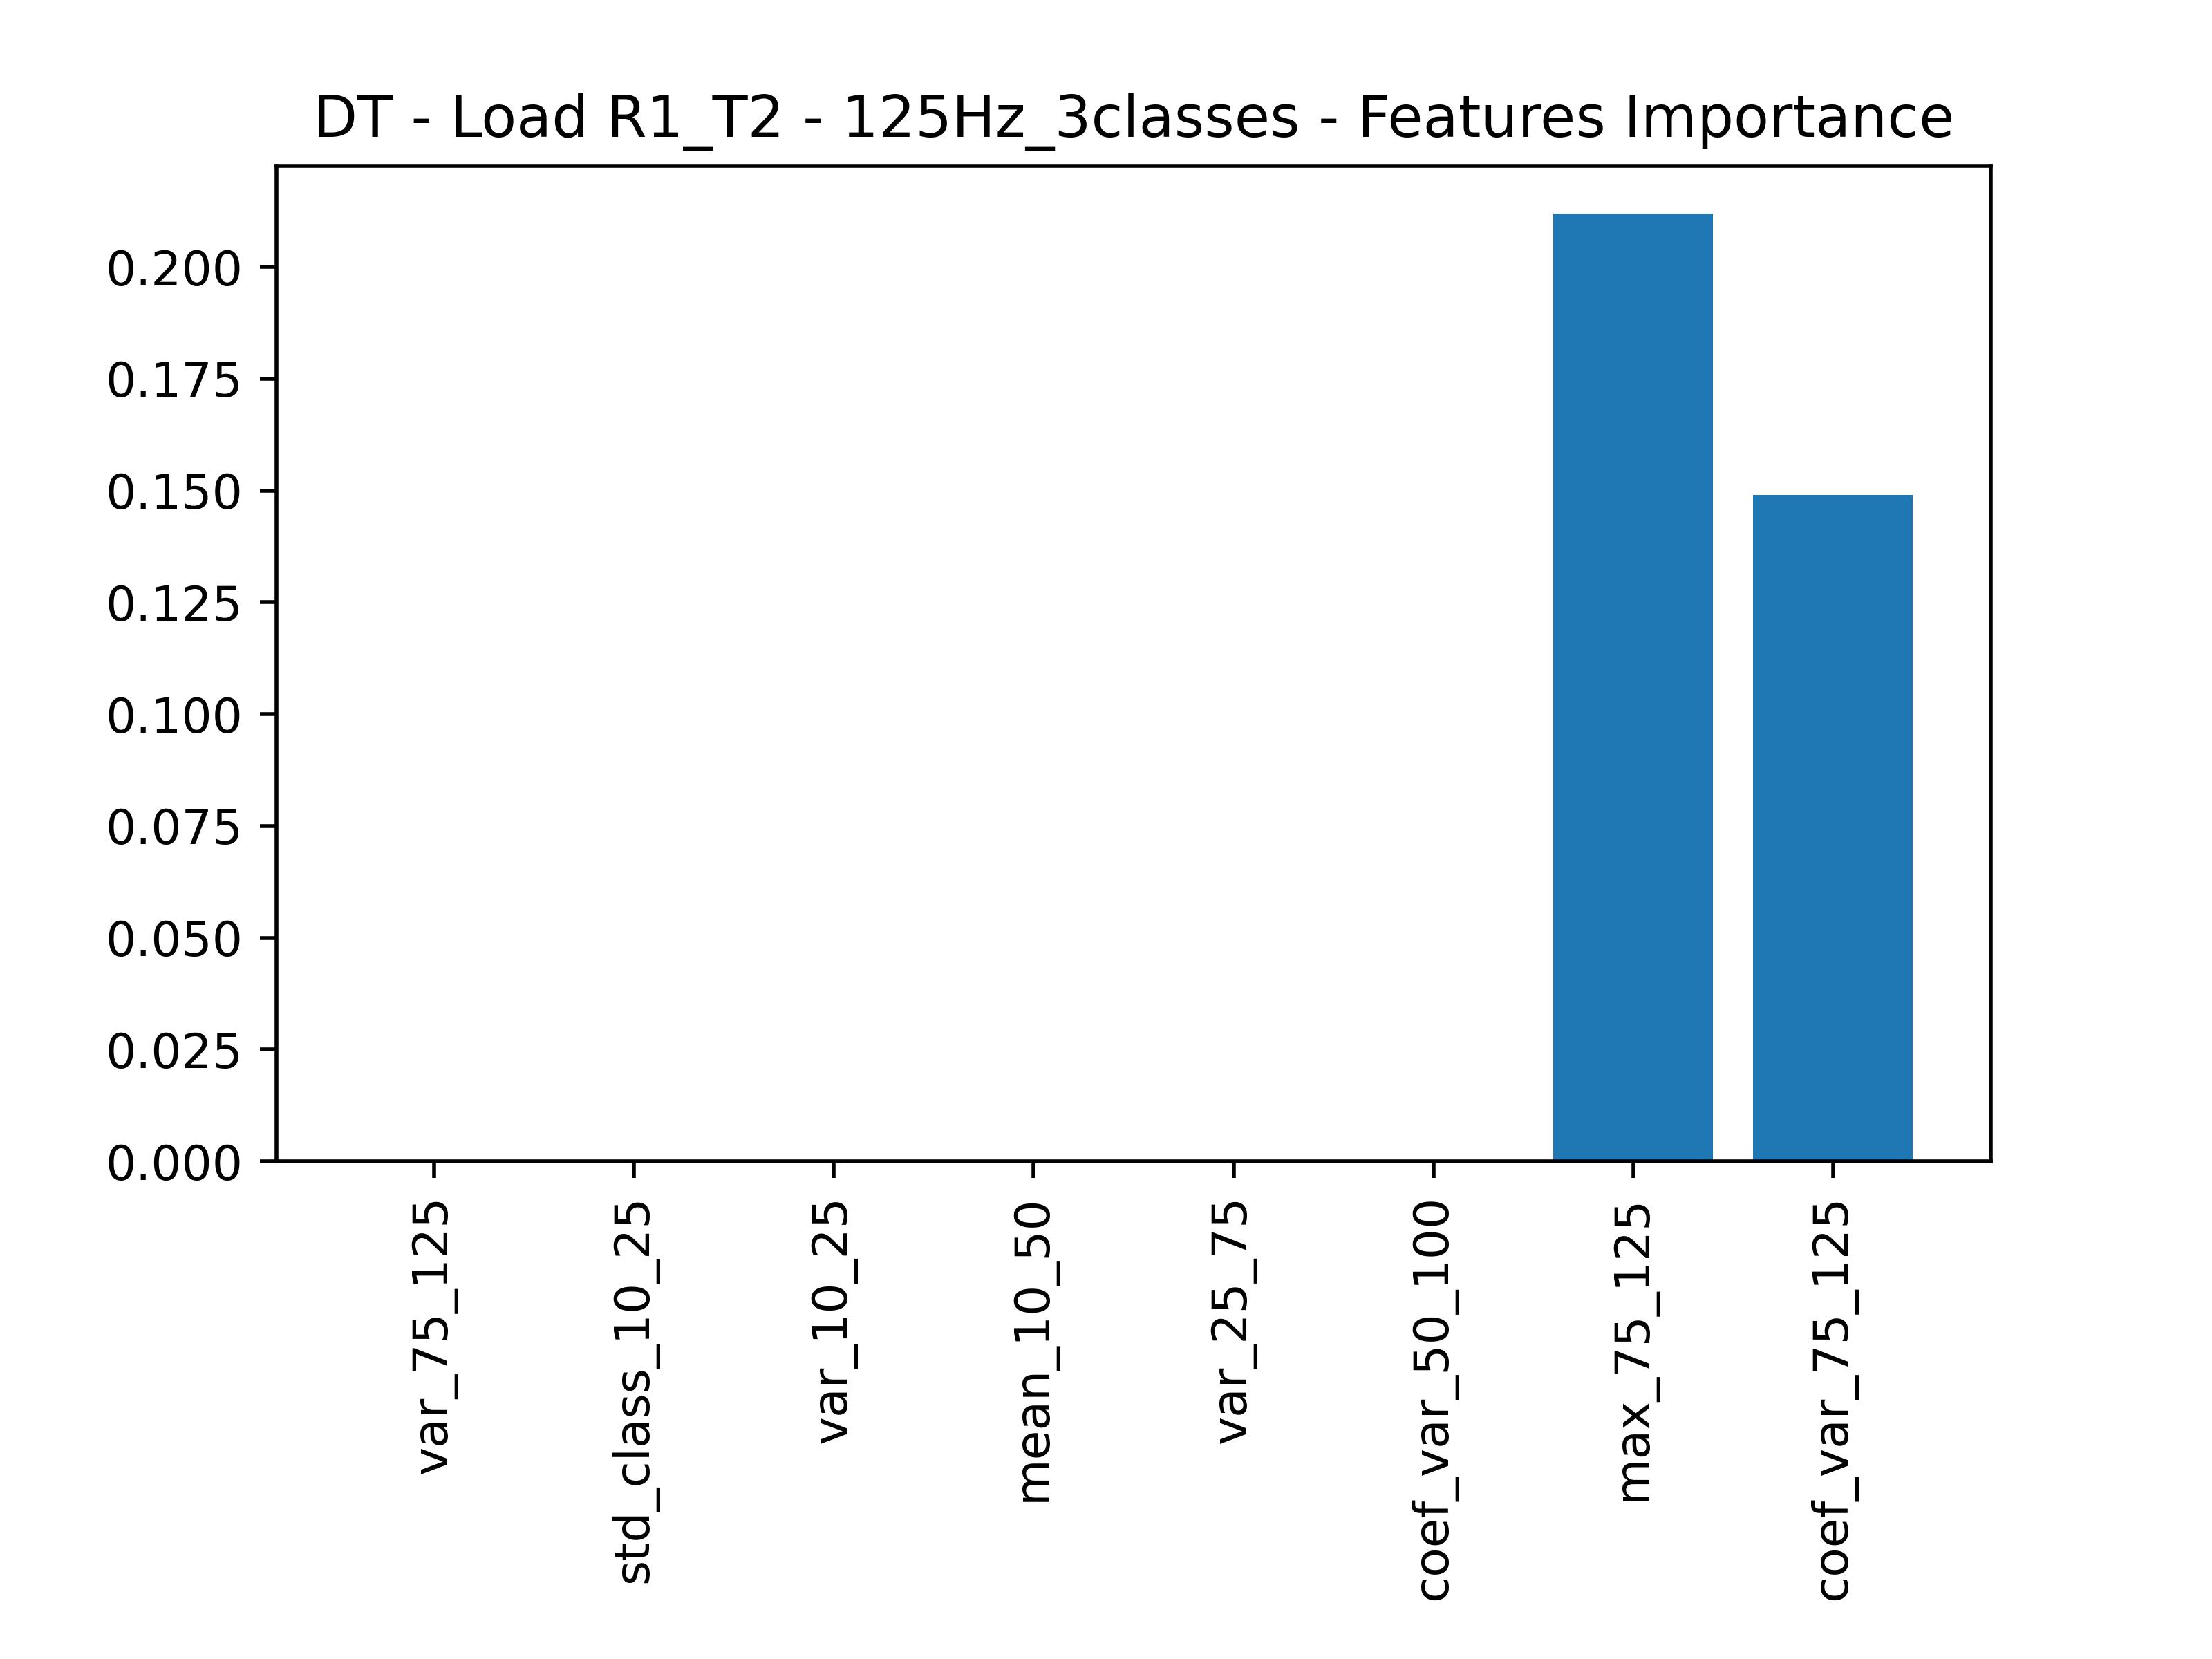 DT - Load R1_T2 - 125Hz_3classes - Features Importance
0.200
0.175
0.150
0.125
0.100
0.075
0.050
0.025
0.000
var_75_125
std_class_10_25
var_10_25
mean_10_50
var_25_75
coef_var_50_100
max_75_125
coef_var_75_125